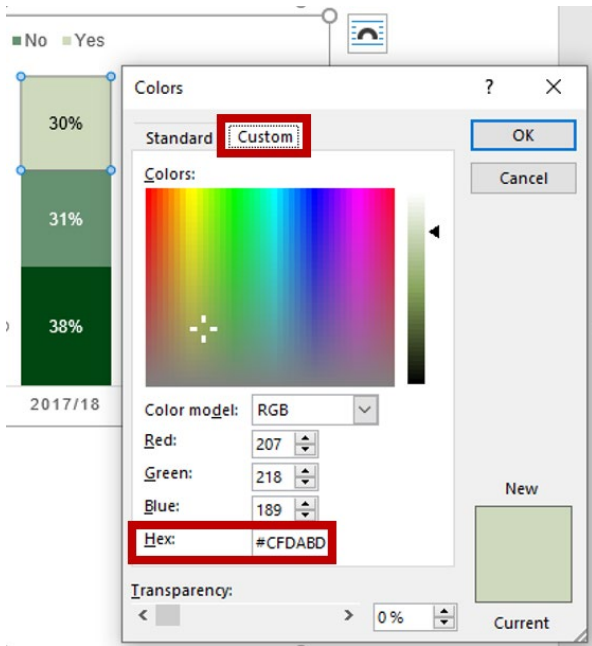 No Yes
30%
31%
38%
2017/18
Colors ? X
Standard Custom
Colors:
Color model: RGB
Red: 207
Green: 218
Blue: 189
Hex: #CFDABD
Transparency:
0 %
OK
Cancel
New
Current